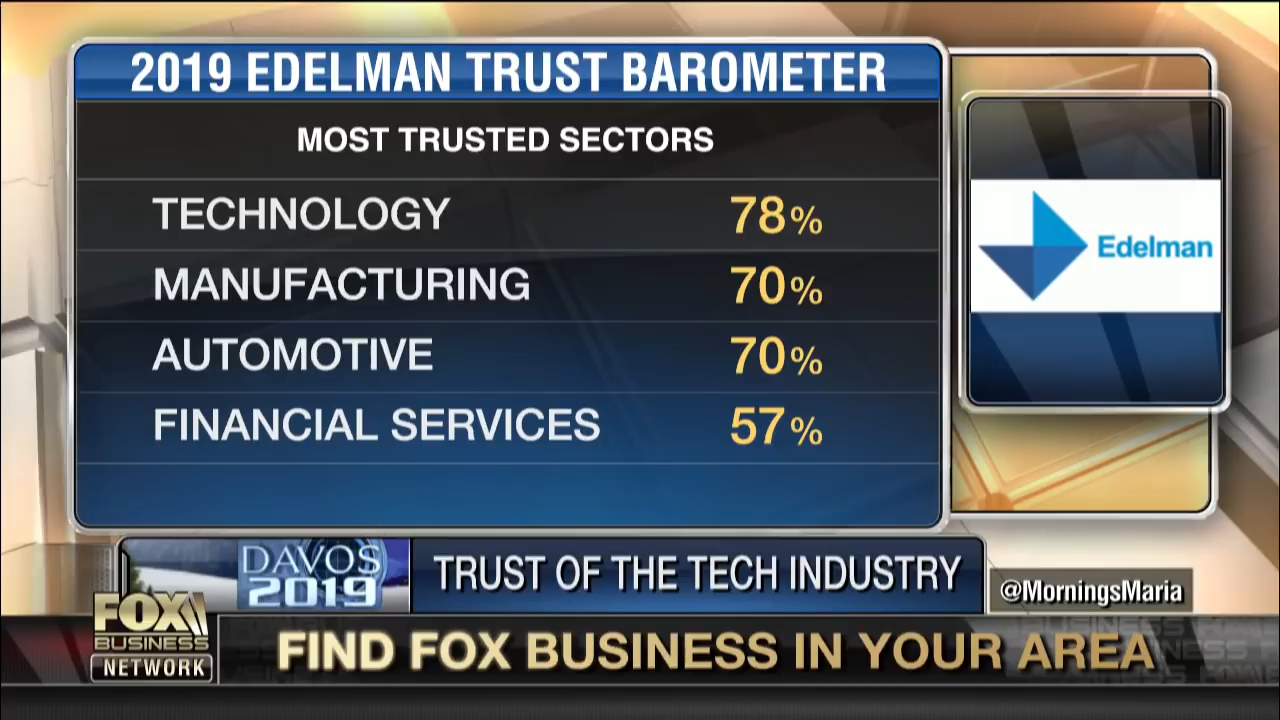 2019 EDELMAN TRUST BAROMETER
MOST TRUSTED SECTORS
TECHNOLOGY 78%
MANUFACTURING 70%
AUTOMOTIVE 70%
FINANCIAL SERVICES 57%
Edelman
DAVOS
2019
TRUST OF THE TECH INDUSTRY
@MorningsMaria
FOX
BUSINESS
NETWORK
FIND FOX BUSINESS IN YOUR AREA